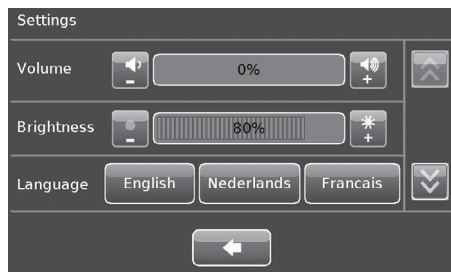 Settings
Volume - 0% +
Brightness - 80% +
Language English Nederlands Francais